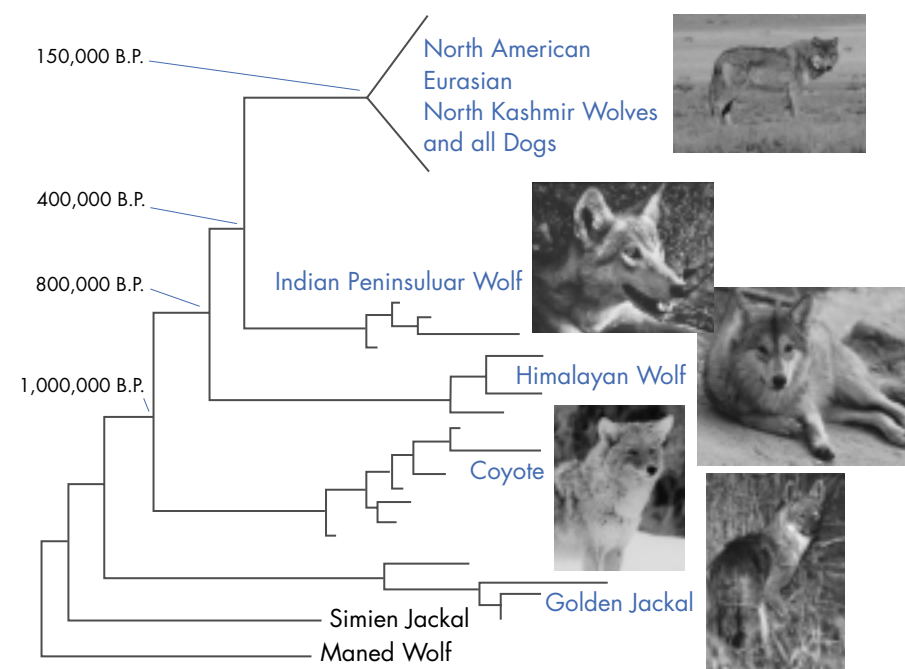 150,000 B.P.
North American
Eurasian
North Kashmir Wolves
and all Dogs
400,000 B.P.
800,000 B.P.
Indian Peninsuluar Wolf
1,000,000 B.P.
Himalayan Wolf
Coyote
Golden Jackal
Simien Jackal
Maned Wolf